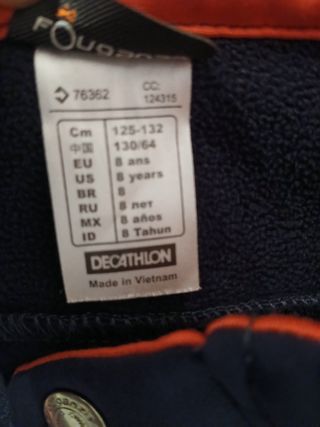 FOUGANZA
76362 CC: 124315
Cm 125-132
中国 130/64
EU 8 ans
US 8 years
BR 8
RU 8 лет
MX 8 años
ID 8 Tahun
DECATHLON
Made in Vietnam